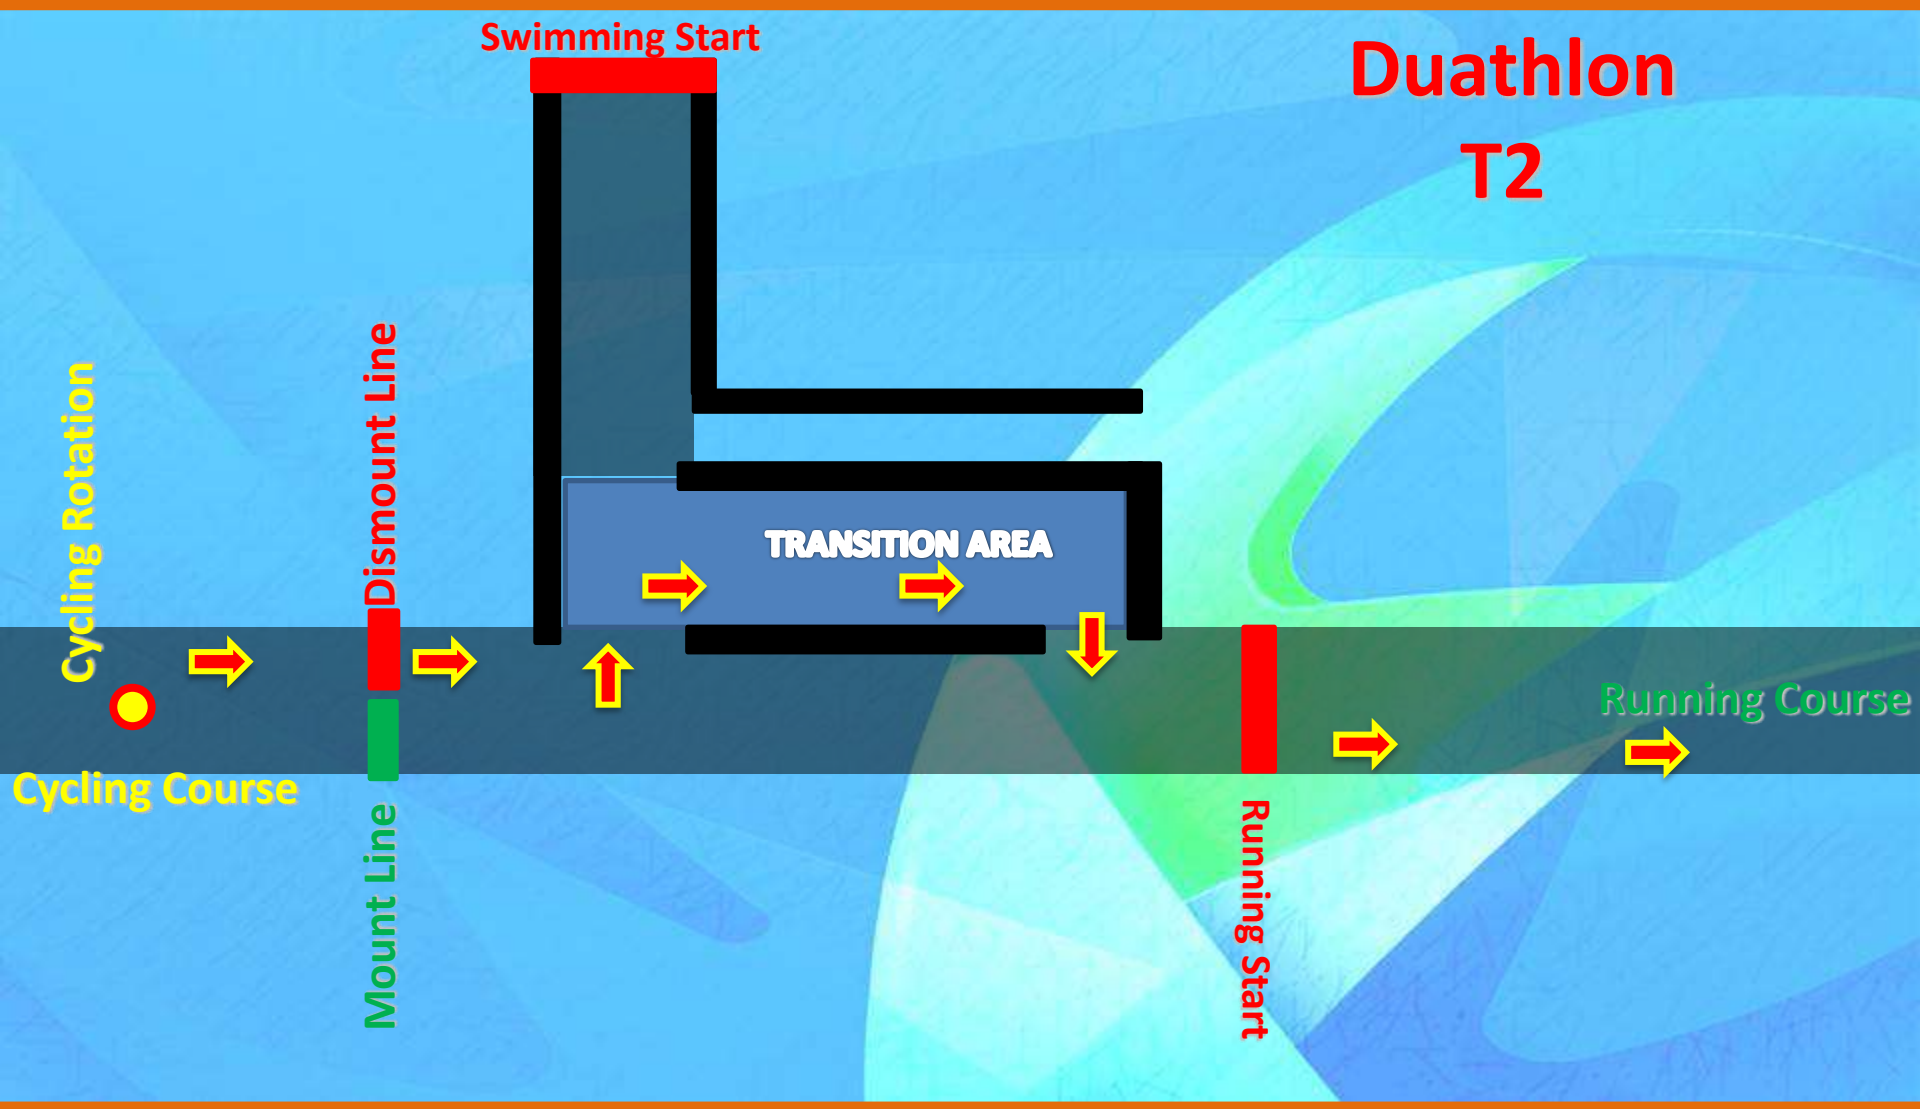 Swimming Start
Duathlon
T2
Cycling Rotation
Dismount Line
TRANSITION AREA
Running Course
Cycling Course
Mount Line
Running Start